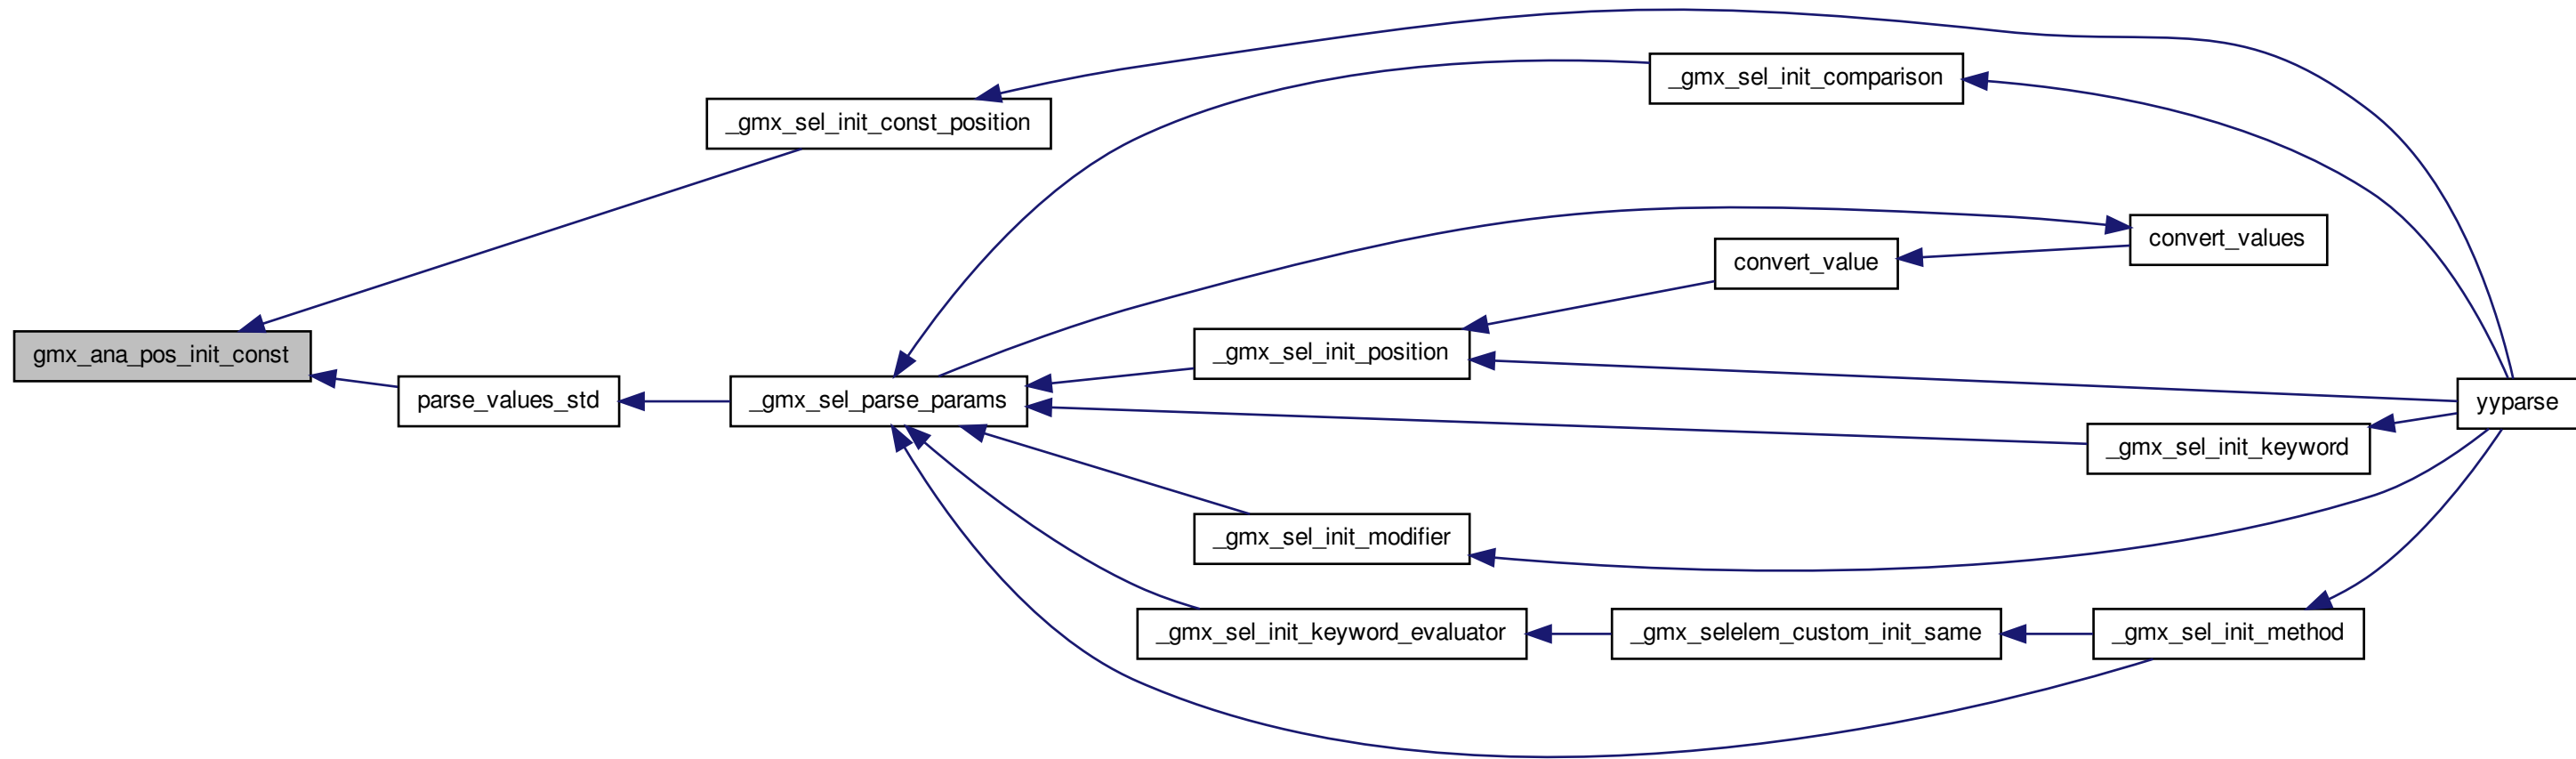 _gmx_sel_init_comparison
_gmx_sel_init_const_position
convert_values
convert_value
gmx_ana_pos_init_const
_gmx_sel_init_position
parse_values_std
_gmx_sel_parse_params
yyparse
_gmx_sel_init_keyword
_gmx_sel_init_modifier
_gmx_sel_init_keyword_evaluator
_gmx_selelem_custom_init_same
_gmx_sel_init_method